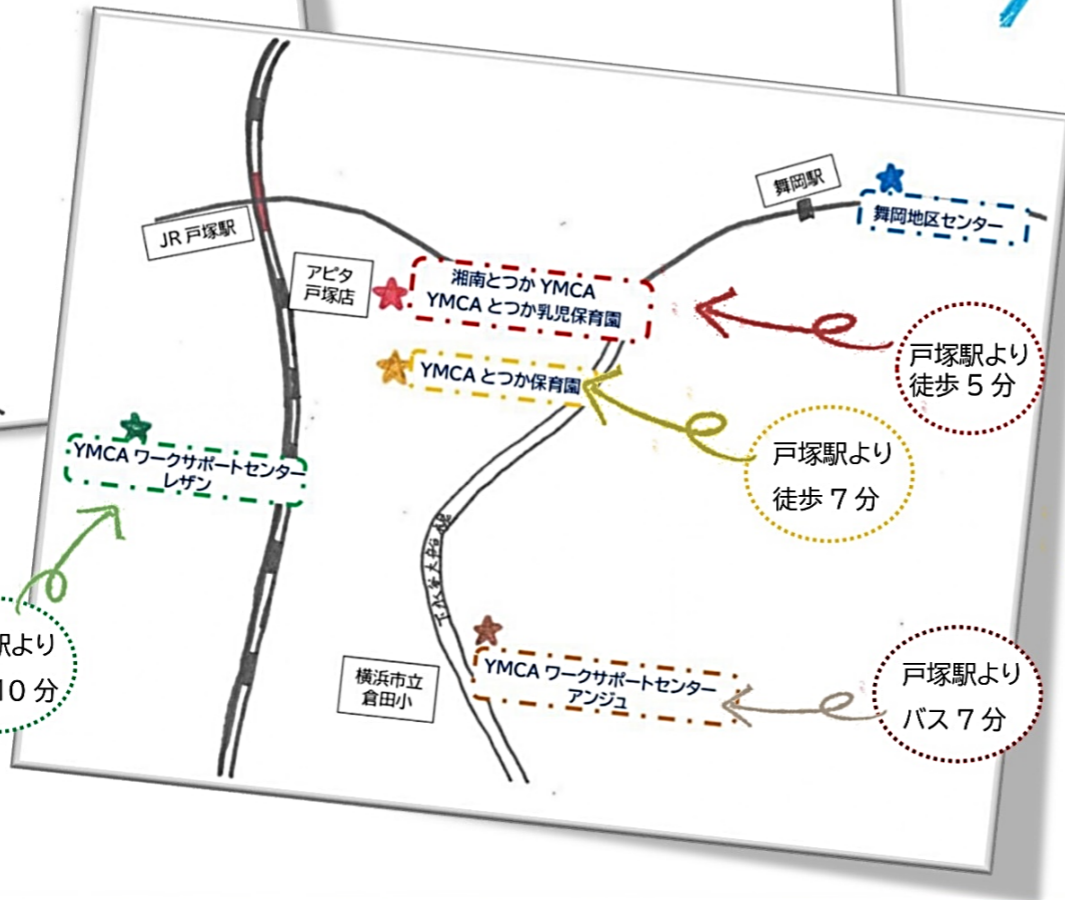 舞岡駅
舞岡地区センター
JR 戸塚駅
アピタ
戸塚店
湘南とつか YMCA
YMCA とつか乳児保育園
戸塚駅より
徒歩 5 分
YMCA とつか保育園
戸塚駅より
徒歩 7 分
YMCA ワークサポートセンター
レザン
駅より
10 分
横浜市立
倉田小
YMCA ワークサポートセンター
アンジュ
戸塚駅より
バス 7 分